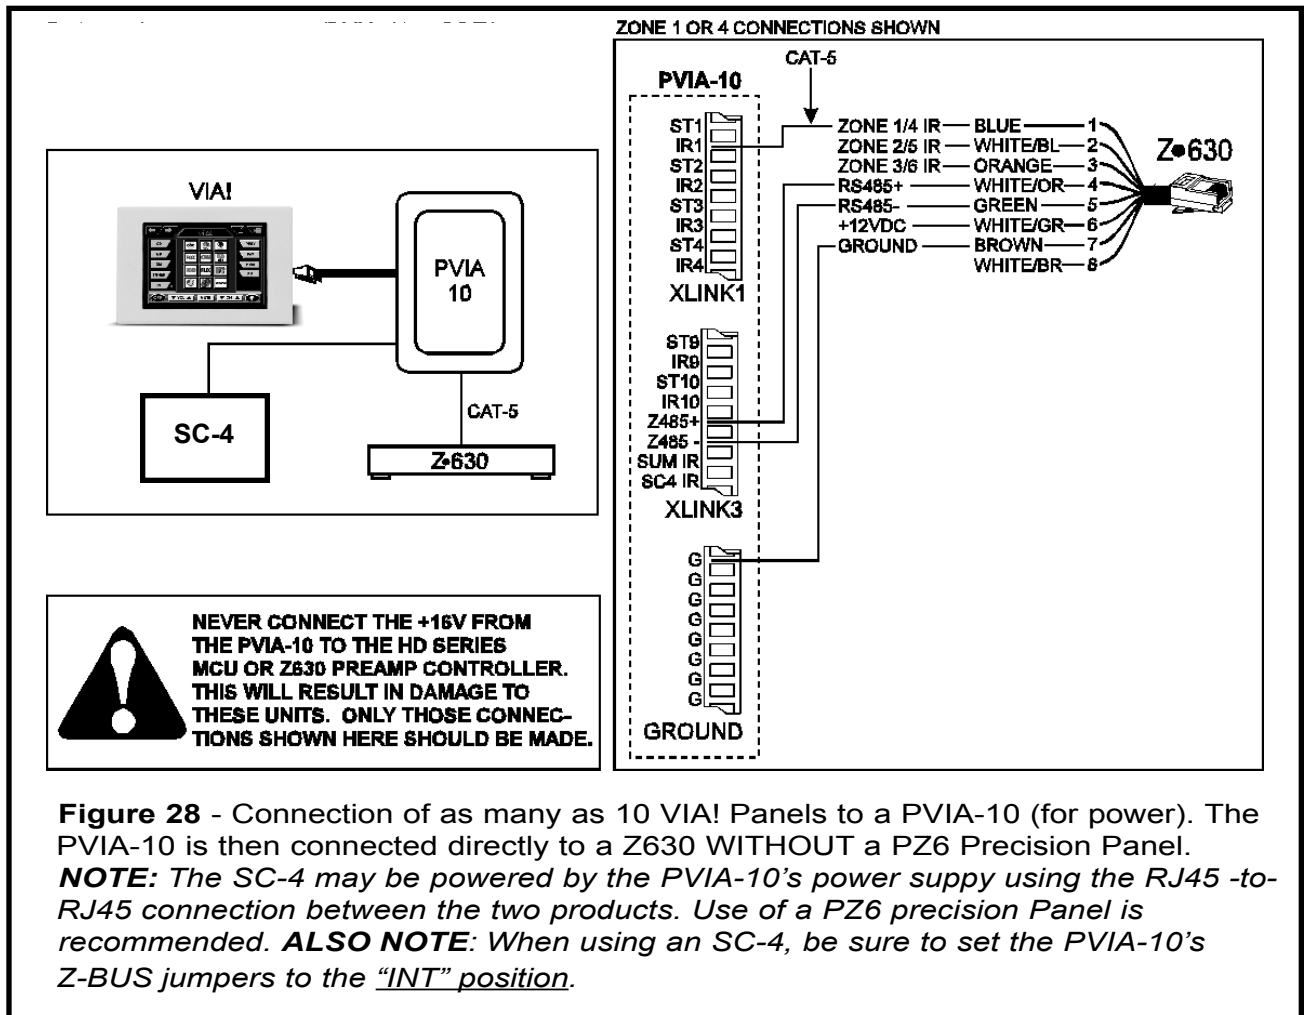 ZONE 1 OR 4 CONNECTIONS SHOWN
VIA!
PVIA
10
SC-4
CAT-5
Z•630
CAT-5
PVIA-10
ST1
IR1
ST2
IR2
ST3
IR3
ST4
IR4
XLINK1
ST9
IR9
ST10
IR10
Z485+
Z485 -
SUM IR
SC4 IR
XLINK3
G
G
G
G
G
G
G
G
GROUND
ZONE 1/4 IR BLUE 1
ZONE 2/5 IR WHITE/BL 2
ZONE 3/6 IR ORANGE 3
RS485+ WHITE/OR 4
RS485- GREEN 5
+12VDC WHITE/GR 6
GROUND BROWN 7
WHITE/BR 8
Z•630
NEVER CONNECT THE +16V FROM
THE PVIA-10 TO THE HD SERIES
MCU OR Z630 PREAMP CONTROLLER.
THIS WILL RESULT IN DAMAGE TO
THESE UNITS. ONLY THOSE CONNEC-
TIONS SHOWN HERE SHOULD BE MADE.
Figure 28 - Connection of as many as 10 VIA! Panels to a PVIA-10 (for power). The
PVIA-10 is then connected directly to a Z630 WITHOUT a PZ6 Precision Panel.
NOTE: The SC-4 may be powered by the PVIA-10's power suppy using the RJ45 -to-
RJ45 connection between the two products. Use of a PZ6 precision Panel is
recommended. ALSO NOTE: When using an SC-4, be sure to set the PVIA-10's
Z-BUS jumpers to the “INT” position.